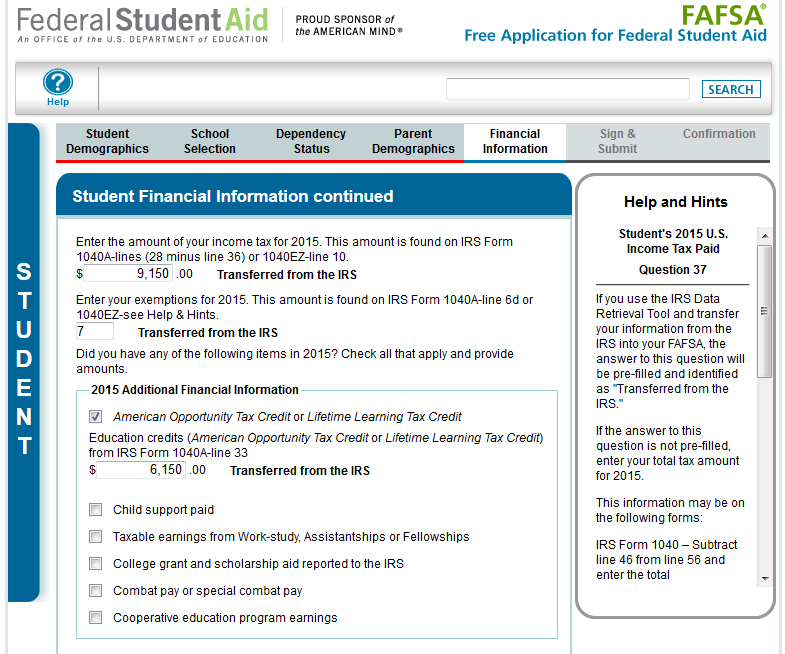 Federal Student Aid
An OFFICE of the U.S. DEPARTMENT of EDUCATION
PROUD SPONSOR of
the AMERICAN MIND®
FAFSA®
Free Application for Federal Student Aid
?
Help
SEARCH
Student
Demographics
School
Selection
Dependency
Status
Parent
Demographics
Financial
Information
Sign &
Submit
Confirmation
STUDENT
Student Financial Information continued
Enter the amount of your income tax for 2015. This amount is found on IRS Form
1040A-lines (28 minus line 36) or 1040EZ-line 10.
$ 9,150 .00 Transferred from the IRS
Enter your exemptions for 2015. This amount is found on IRS Form 1040A-line 6d or
1040EZ-see Help & Hints.
7 Transferred from the IRS
Did you have any of the following items in 2015? Check all that apply and provide
amounts.
2015 Additional Financial Information
American Opportunity Tax Credit or Lifetime Learning Tax Credit
Education credits (American Opportunity Tax Credit or Lifetime Learning Tax Credit)
from IRS Form 1040A-line 33
$ 6,150 .00 Transferred from the IRS
Child support paid
Taxable earnings from Work-study, Assistantships or Fellowships
College grant and scholarship aid reported to the IRS
Combat pay or special combat pay
Cooperative education program earnings
Help and Hints
Student's 2015 U.S.
Income Tax Paid
Question 37
If you use the IRS Data
Retrieval Tool and transfer
your information from the
IRS into your FAFSA, the
answer to this question will
be pre-filled and identified
as "Transferred from the
IRS."
If the answer to this
question is not pre-filled,
enter your total tax amount
for 2015.
This information may be on
the following forms:
IRS Form 1040 – Subtract
line 46 from line 56 and
enter the total